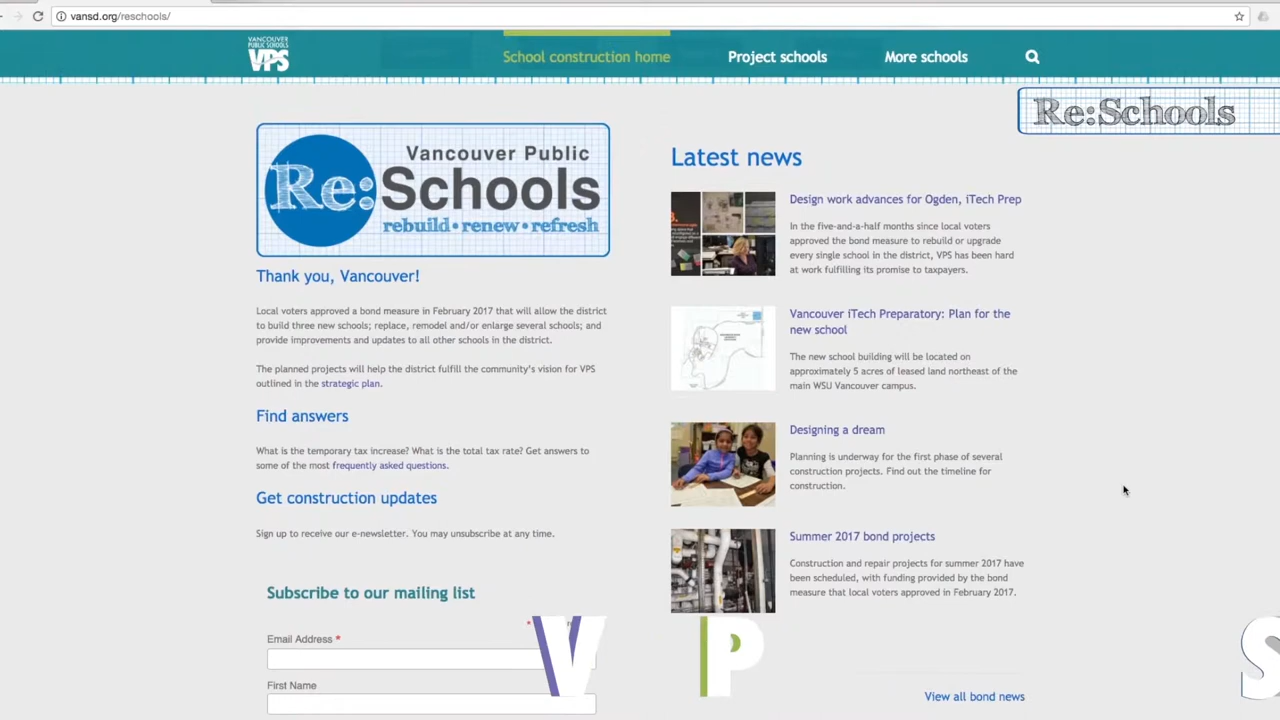 vansd.org/reschools/
VANCOUVER
PUBLIC SCHOOLS
VPS
School construction home
Project schools
More schools
Re:Schools
Vancouver Public
Re:Schools
rebuild•renew•refresh
Thank you, Vancouver!
Local voters approved a bond measure in February 2017 that will allow the district
to build three new schools; replace, remodel and/or enlarge several schools; and
provide improvements and updates to all other schools in the district.
The planned projects will help the district fulfill the community's vision for VPS
outlined in the strategic plan.
Find answers
What is the temporary tax increase? What is the total tax rate? Get answers to
some of the most frequently asked questions.
Get construction updates
Sign up to receive our e-newsletter. You may unsubscribe at any time.
Subscribe to our mailing list
*
Email Address *
First Name
Latest news
Design work advances for Ogden, iTech Prep
In the five-and-a-half months since local voters
approved the bond measure to rebuild or upgrade
every single school in the district, VPS has been hard
at work fulfilling its promise to taxpayers.
Vancouver iTech Preparatory: Plan for the
new school
The new school building will be located on
approximately 5 acres of leased land northeast of the
main WSU Vancouver campus.
Designing a dream
Planning is underway for the first phase of several
construction projects. Find out the timeline for
construction.
Summer 2017 bond projects
Construction and repair projects for summer 2017 have
been scheduled, with funding provided by the bond
measure that local voters approved in February 2017.
View all bond news
V P S